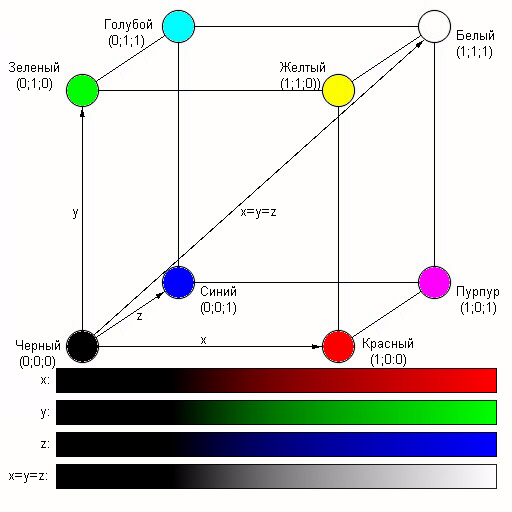 Голубой
(0;1;1)
Белый
(1;1;1)
Зеленый
(0;1;0)
Желтый
(1;1;0))
y
x=y=z
Синий
(0;0;1)
z
Пурпур
(1;0;1)
x
Черный
(0;0;0)
Красный
(1;0:0)
x:
y:
z:
x=y=z: